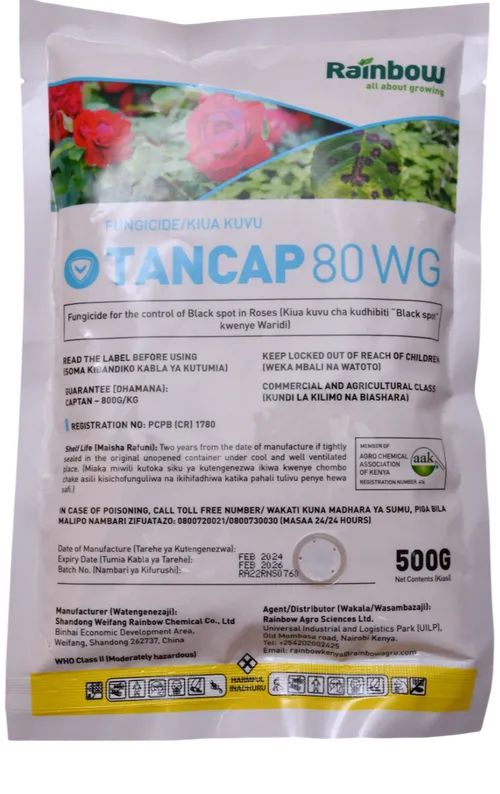 Rainbow
all about growing
FUNGICIDE/KIUA KUVU
TANCAP 80 WG
Fungicide for the control of Black spot in Roses (Kiua kuvu cha kudhibiti "Black spot"
kwenye Waridi)
READ THE LABEL BEFORE USING
(SOMA KIBANDIKO KABLA YA KUTUMIA)
KEEP LOCKED OUT OF REACH OF CHILDREN
(WEKA MBALI NA WATOTO)
GUARANTEE (DHAMANA):
CAPTAN – 800G/KG
COMMERCIAL AND AGRICULTURAL CLASS
(KUNDI LA KILIMO NA BIASHARA)
REGISTRATION NO: PCPB (CR) 1780
Shelf Life (Maisha Rafuni): Two years from the date of manufacture if tightly
sealed in the original unopened container under cool and well ventilated
place. (Miaka miwili kutoka siku ya kutengenezwa ikiwa kwenye chombo
chake asili kisichofunguliwa na ikihifadhiwa katika pahali tulivu penye hewa
safi.)
MEMBER OF
AGRO CHEMICAL
ASSOCIATION
OF KENYA
REGISTRATION NUMBER
aak
IN CASE OF POISONING, CALL TOLL FREE NUMBER/ WAKATI KUNA MADHARA YA SUMU, PIGA BILA
MALIPO NAMBARI ZIFUATAZO: 0800720021/0800730030 (MASAA 24/24 HOURS)
Date of Manufacture (Tarehe ya Kutengenezwa): FEB 2024
Expiry Date (Tumia Kabla ya Tarehe): FEB 2026
Batch No. (Nambari ya Kifurushi): RA22RNS0760
500G
Net Contents (Kiasi)
Manufacturer (Watengenezaji):
Shandong Weifang Rainbow Chemical Co., Ltd
Binhai Economic Development Area,
Weifang, Shandong 262737, China
Agent/Distributor (Wakala/Wasambazaji):
Rainbow Agro Sciences Ltd.
Universal Industrial and Logistics Park (UILP),
Old Mombasa road, Nairobi Kenya.
Tel: +254202002425
Email: rainbowkenya@rainbowagro.com
WHO Class II (Moderately hazardous)
HARMFUL
INADHURU